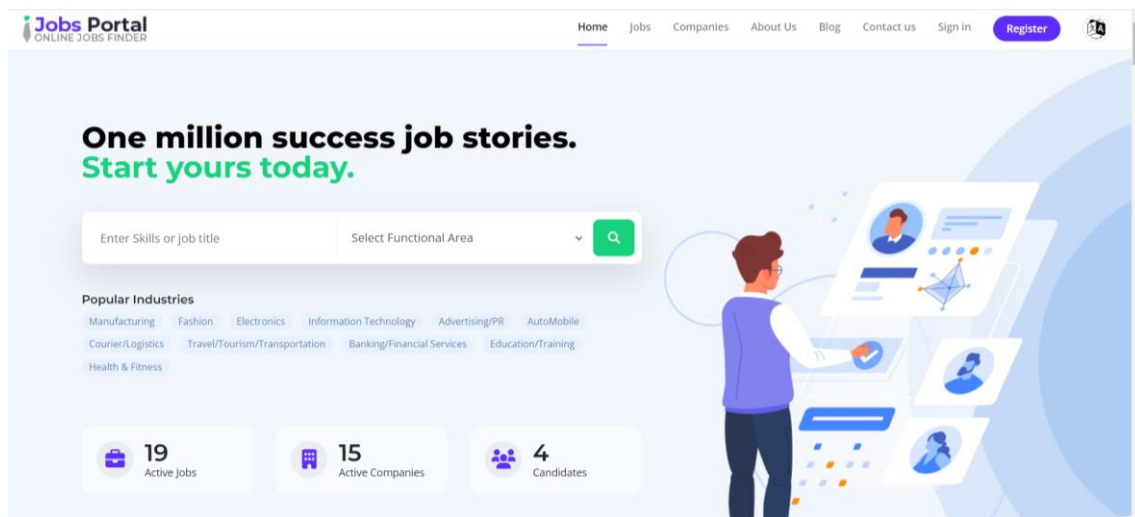 Jobs Portal
ONLINE JOBS FINDER
Home Jobs Companies About Us Blog Contact us Sign in Register
One million success job stories.
Start yours today.
Enter Skills or job title Select Functional Area
Popular Industries
Manufacturing Fashion Electronics Information Technology Advertising/PR AutoMobile
Courier/Logistics Travel/Tourism/Transportation Banking/Financial Services Education/Training
Health & Fitness
19 15 4
Active Jobs Active Companies Candidates